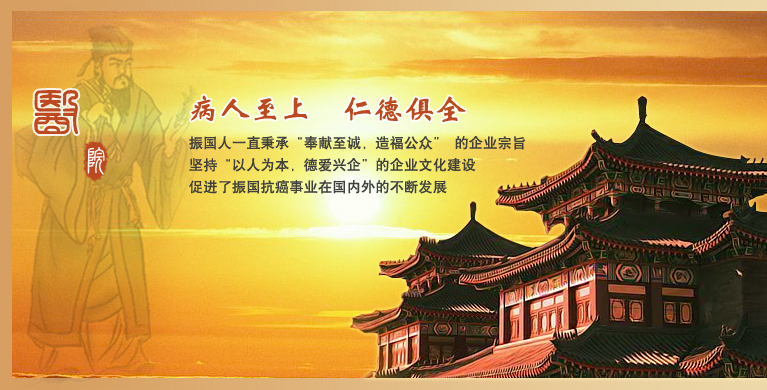 醫
院
病人至上 仁德俱全
振国人一直秉承“奉献至诚，造福公众” 的企业宗旨
坚持“以人为本，德爱兴企”的企业文化建设
促进了振国抗癌事业在国内外的不断发展